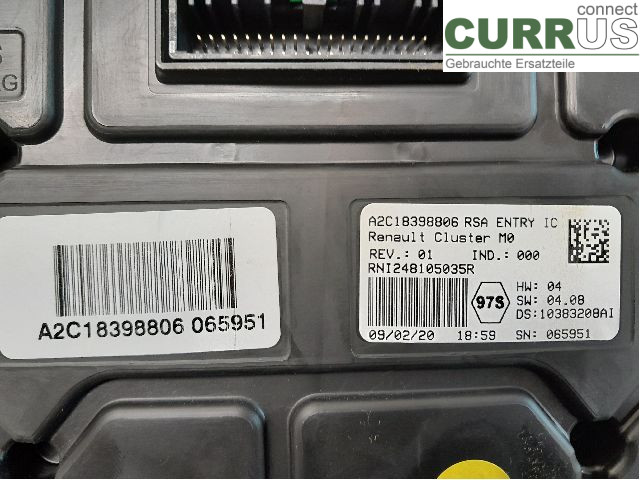 connect
CURRUS
Gebrauchte Ersatzteile
G
A2C18398806 065951
A2C18398806 RSA ENTRY IC
Renault Cluster M0
REV.: 01 IND.: 000
RNI248105035R
97S
HW: 04
SW: 04.08
DS:10383208AI
09/02/20 18:59 SN: 065951